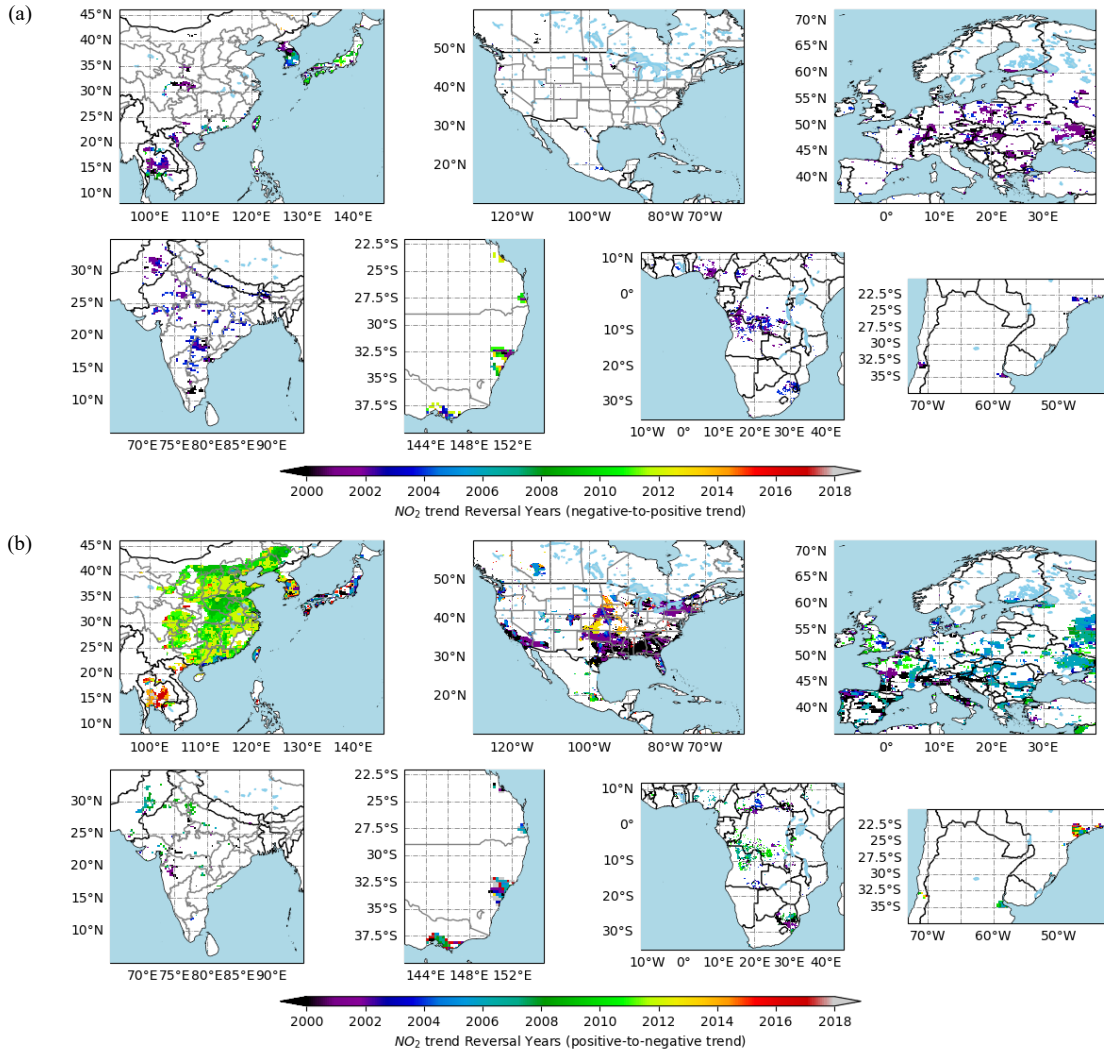 (a)
45°N
40°N
35°N
30°N
25°N
20°N
15°N
10°N
100°E 110°E 120°E 130°E 140°E
50°N
40°N
30°N
20°N
120°W 100°W 80°W 70°W
70°N
65°N
60°N
55°N
50°N
45°N
40°N
0° 10°E 20°E 30°E
30°N
25°N
20°N
15°N
10°N
70°E 75°E 80°E 85°E 90°E
22.5°S
25°S
27.5°S
30°S
32.5°S
35°S
37.5°S
144°E 148°E 152°E
10°N
0°
10°S
20°S
30°S
10°W 0° 10°E 20°E 30°E 40°E
22.5°S
25°S
27.5°S
30°S
32.5°S
35°S
70°W 60°W 50°W
2000 2002 2004 2006 2008 2010 2012 2014 2016 2018
NO₂ trend Reversal Years (negative-to-positive trend)
(b)
45°N
40°N
35°N
30°N
25°N
20°N
15°N
10°N
100°E 110°E 120°E 130°E 140°E
50°N
40°N
30°N
20°N
120°W 100°W 80°W 70°W
70°N
65°N
60°N
55°N
50°N
45°N
40°N
0° 10°E 20°E 30°E
30°N
25°N
20°N
15°N
10°N
70°E 75°E 80°E 85°E 90°E
22.5°S
25°S
27.5°S
30°S
32.5°S
35°S
37.5°S
144°E 148°E 152°E
10°N
0°
10°S
20°S
30°S
10°W 0° 10°E 20°E 30°E 40°E
22.5°S
25°S
27.5°S
30°S
32.5°S
35°S
70°W 60°W 50°W
2000 2002 2004 2006 2008 2010 2012 2014 2016 2018
NO₂ trend Reversal Years (positive-to-negative trend)